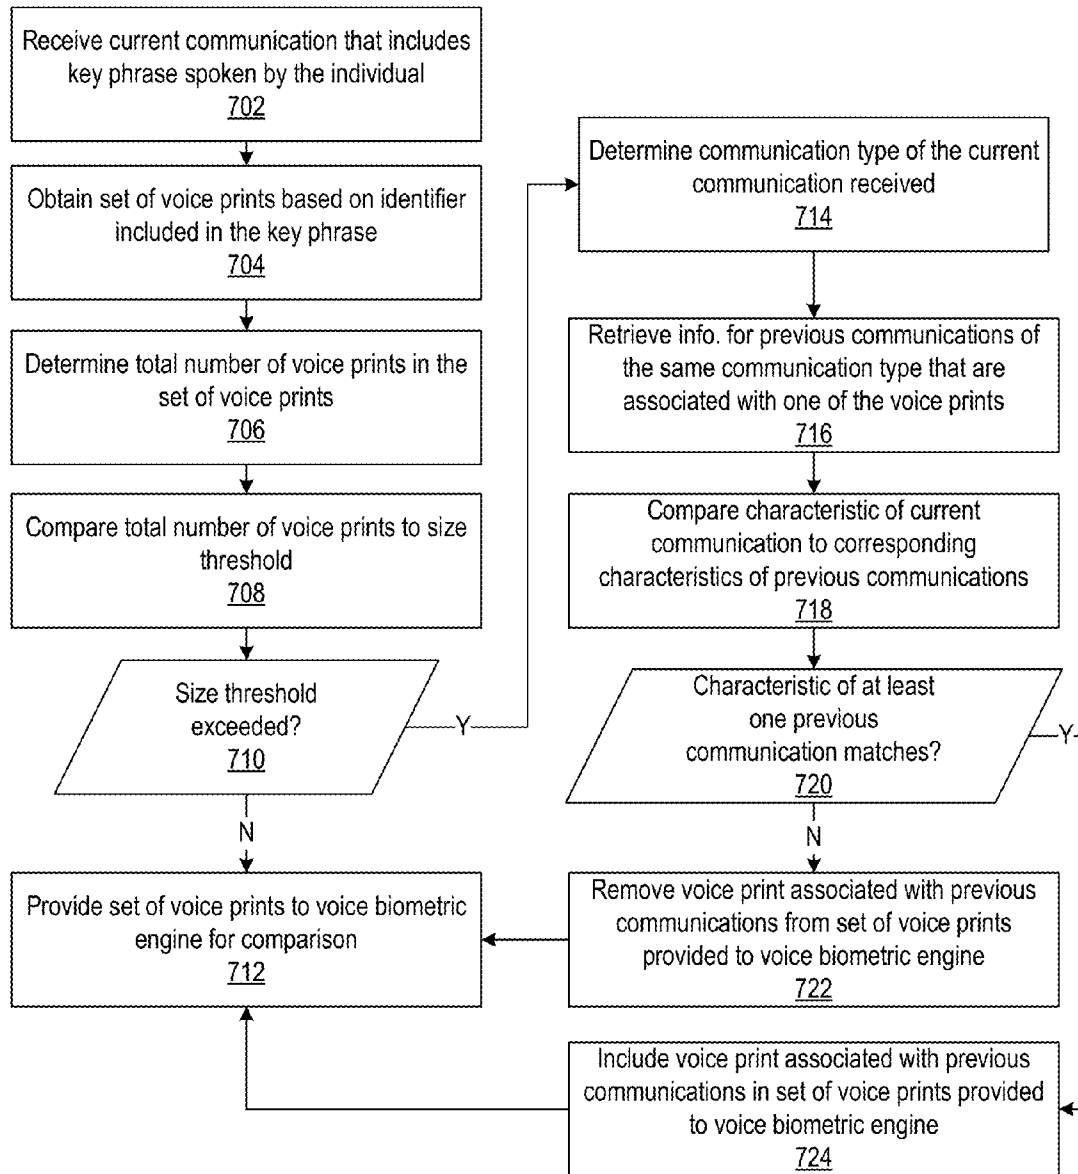 Receive current communication that includes
key phrase spoken by the individual
702
Obtain set of voice prints based on identifier
included in the key phrase
704
Determine total number of voice prints in the
set of voice prints
706
Compare total number of voice prints to size
threshold
708
Size threshold
exceeded?
710
Y
N
Provide set of voice prints to voice biometric
engine for comparison
712
Determine communication type of the current
communication received
714
Retrieve info. for previous communications of
the same communication type that are
associated with one of the voice prints
716
Compare characteristic of current
communication to corresponding
characteristics of previous communications
718
Characteristic of at least
one previous
communication matches?
720
Y
N
Remove voice print associated with previous
communications from set of voice prints
provided to voice biometric engine
722
Include voice print associated with previous
communications in set of voice prints provided
to voice biometric engine
724